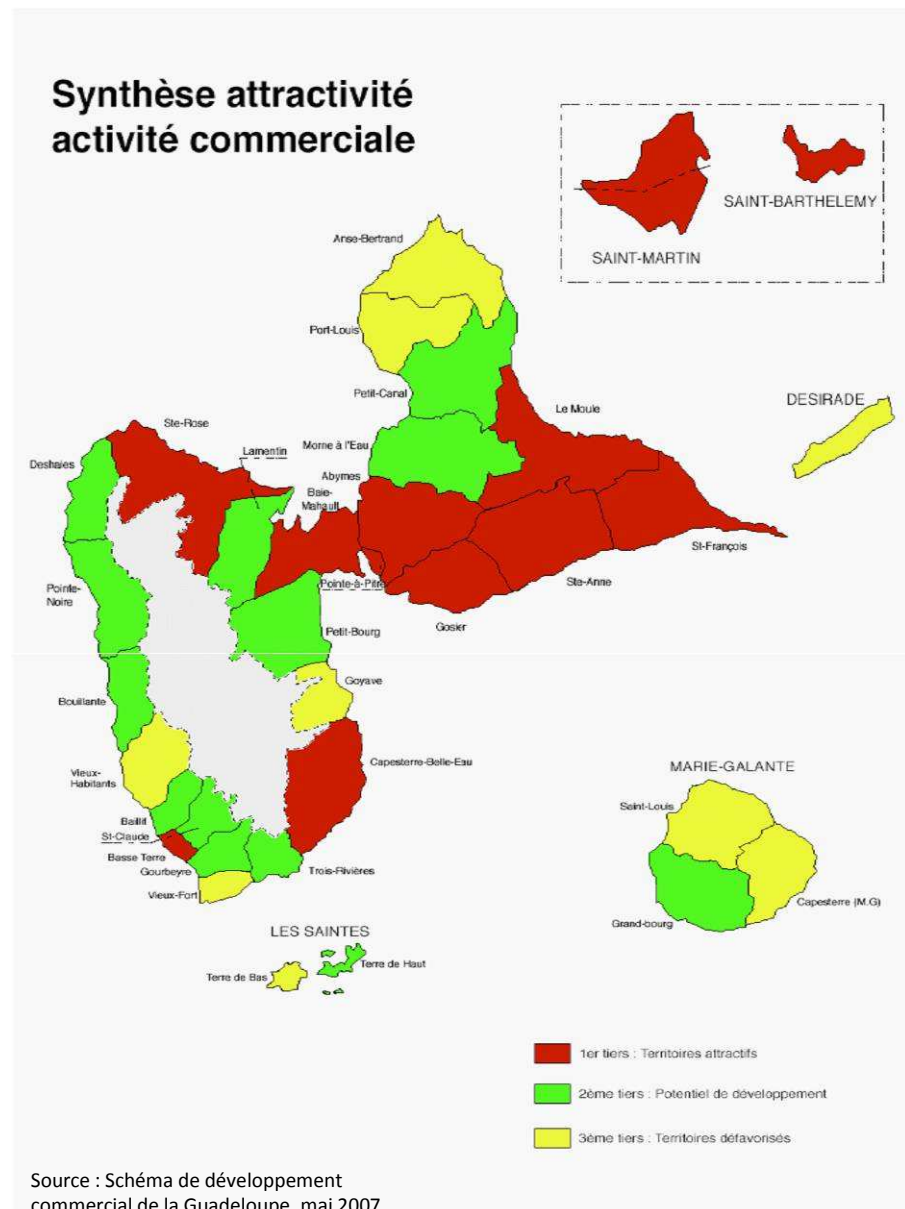 Synthèse attractivité
activité commerciale
SAINT-BARTHELEMY
SAINT-MARTIN
Anse-Bertrand
Port-Louis
Petit-Canal
Le Moule
DESIRADE
Ste-Rose
Lamentin
Morne à l'Eau
Deshaies
Abymes
Baie-
Mahault
St-François
Pointe-à-Pitre
Ste-Anne
Pointe-
Noire
Gosier
Petit-Bourg
Goyave
Bouillante
Capesterre-Belle-Eau
MARIE-GALANTE
Vieux-
Habitants
Saint-Louis
Baillif
St-Claude
Basse Terre
Gourbeyre
Trois-Rivières
Vieux-Fort
Capesterre (M.G)
Grand-bourg
LES SAINTES
Terre de Bas
Terre de Haut
1er tiers : Territoires attractifs
2ème tiers : Potentiel de développement
3ème tiers : Territoires défavorisés
Source : Schéma de développement
commercial de la Guadeloupe, mai 2007